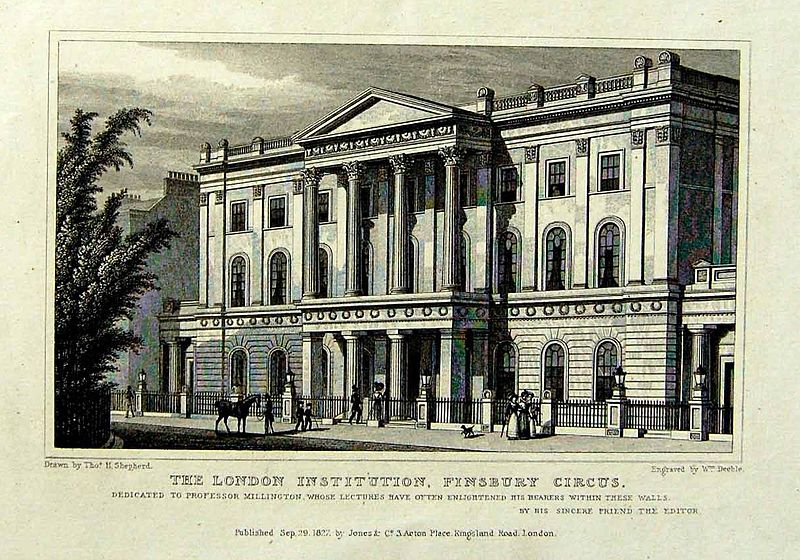 Drawn by Thos. H. Shepherd.
Engraved by Wm. Deeble.
THE LONDON INSTITUTION, FINSBURY CIRCUS.
DEDICATED TO PROFESSOR MILLINGTON, WHOSE LECTURES HAVE OFTEN ENLIGHTENED HIS HEARERS WITHIN THESE WALLS.
BY HIS SINCERE FRIEND THE EDITOR
Published Sep. 29. 1827. by Jones & Co. 3 Acton Place, Kingsland Road, London.